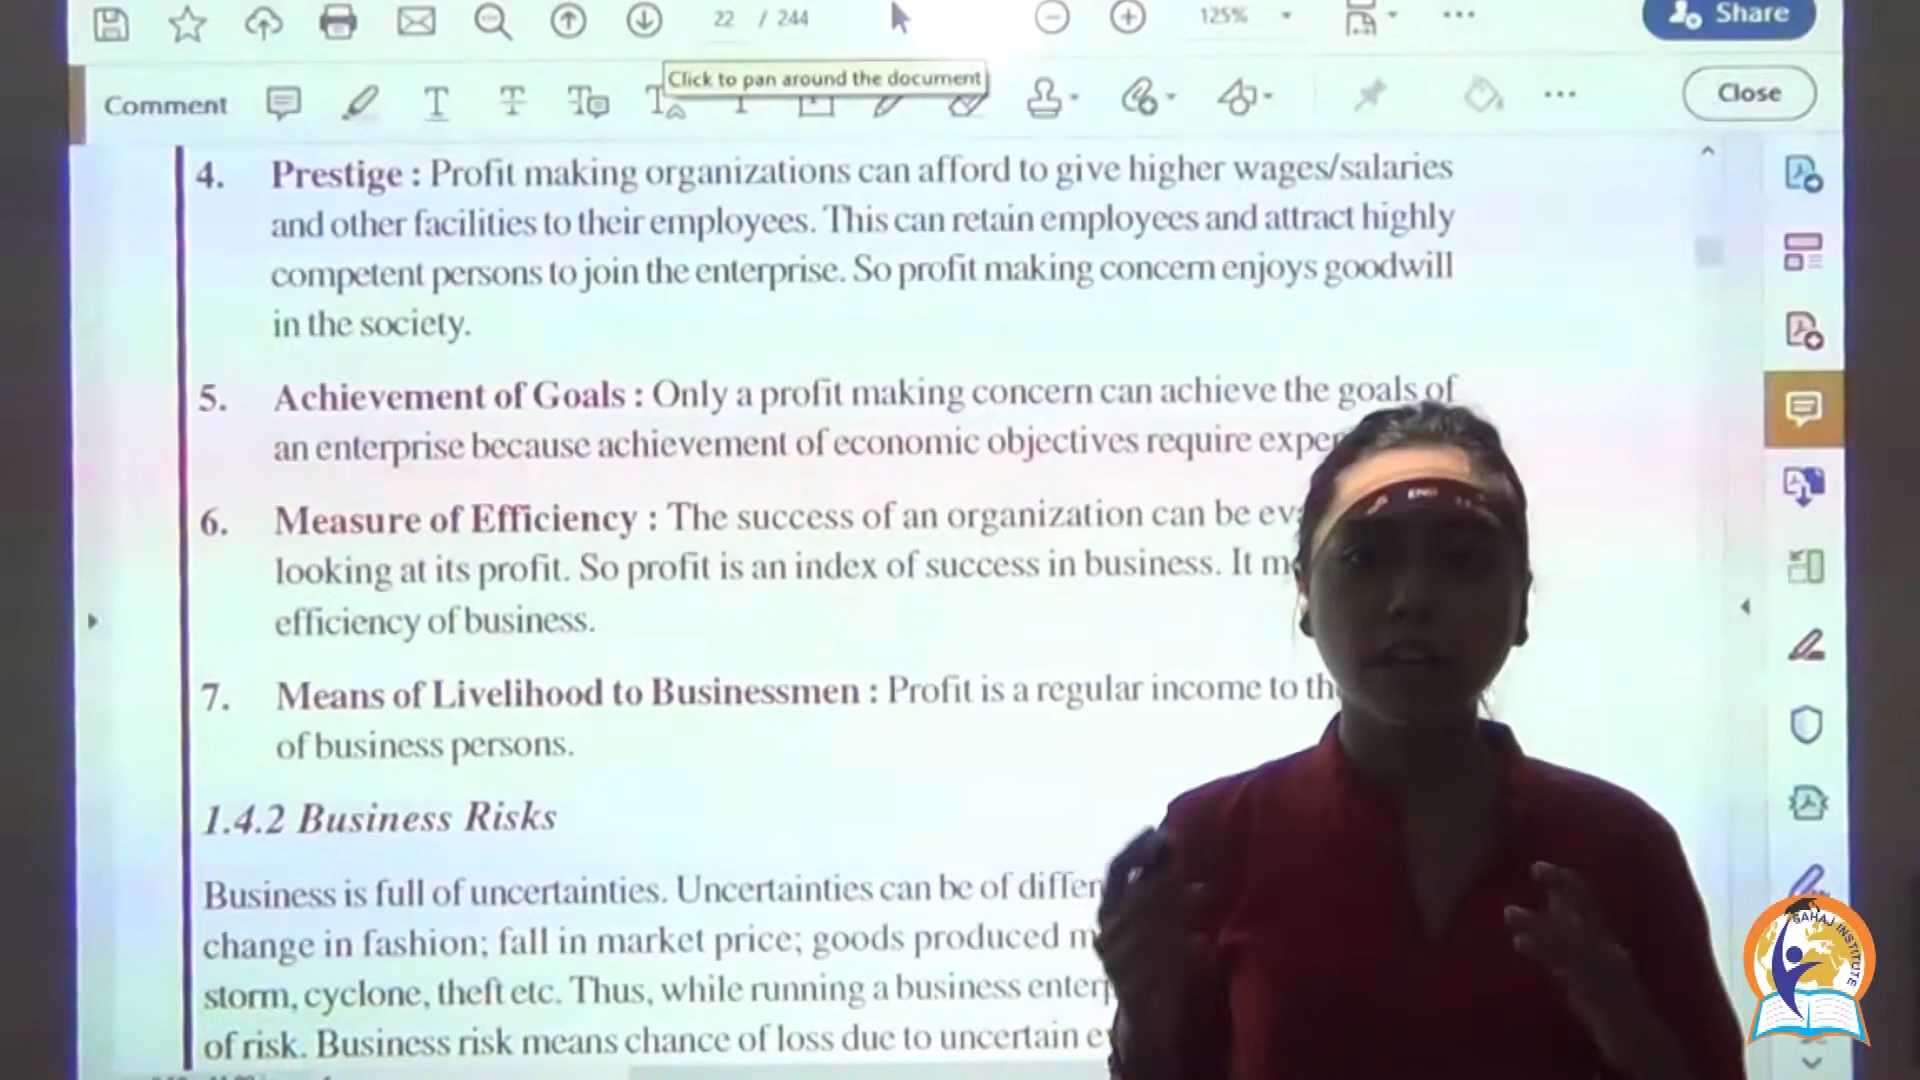 22 / 244
125%
Share
Click to pan around the document
Comment
Close
4. Prestige : Profit making organizations can afford to give higher wages/salaries
and other facilities to their employees. This can retain employees and attract highly
competent persons to join the enterprise. So profit making concern enjoys goodwill
in the society.
5. Achievement of Goals : Only a profit making concern can achieve the goals of
an enterprise because achievement of economic objectives require
6. Measure of Efficiency : The success of an organization can be
looking at its profit. So profit is an index of success in business. It
efficiency of business.
7. Means of Livelihood to Businessmen : Profit is a regular income to
of business persons.
1.4.2 Business Risks
Business is full of uncertainties. Uncertainties can be of
change in fashion; fall in market price; goods produced
storm, cyclone, theft etc. Thus, while running a business
of risk. Business risk means chance of loss due to uncertain
SAHAJ INSTITUTE